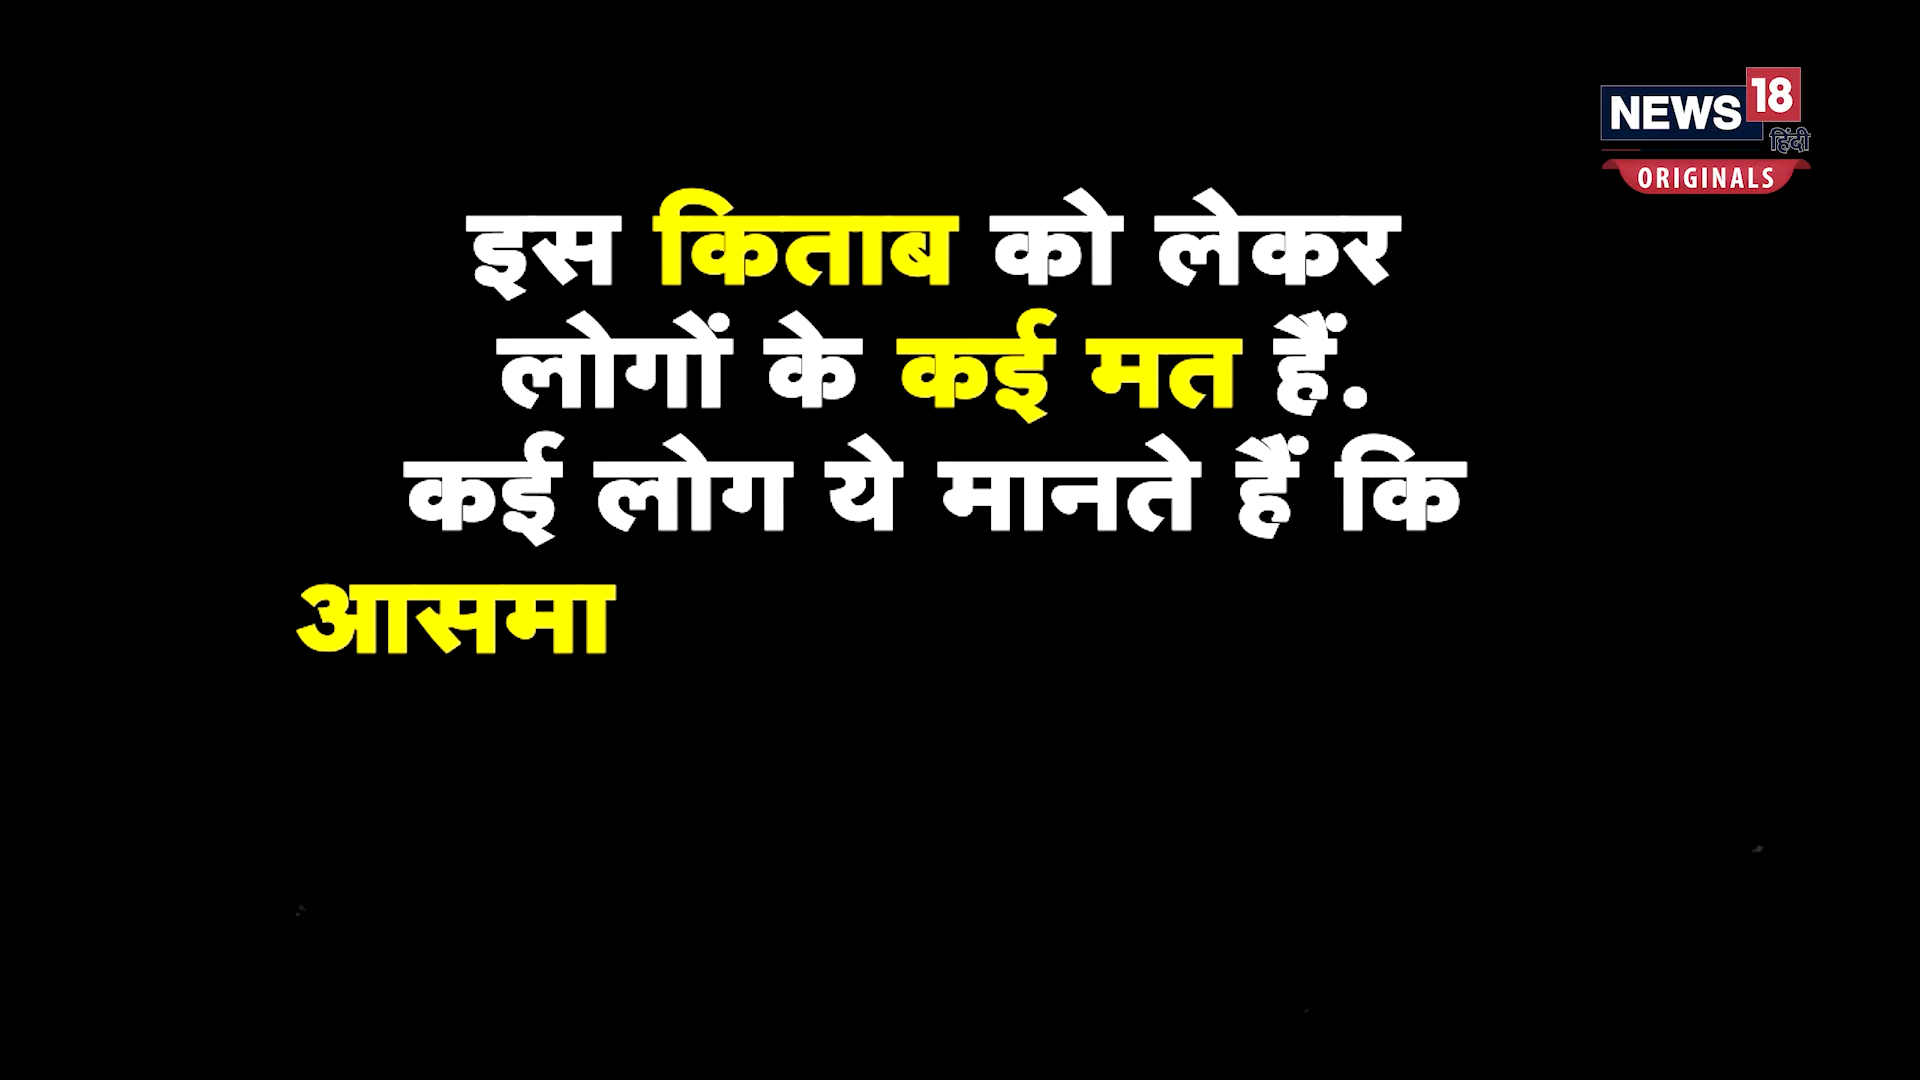 NEWS 18
हिंदी
ORIGINALS
इस किताब को लेकर
लोगों के कई मत हैं.
कई लोग ये मानते हैं कि
आसमा